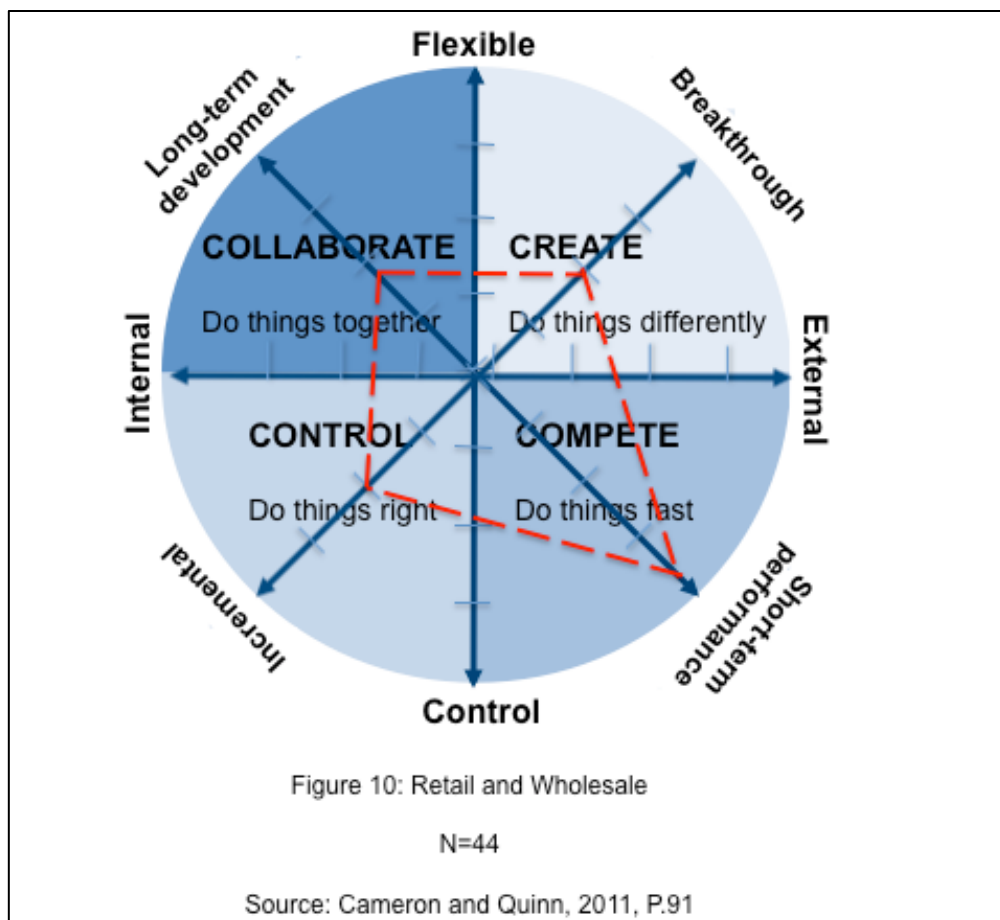 Flexible
Long-term
development
Breakthrough
COLLABORATE
CREATE
Do things together
Do things differently
Internal
External
CONTROL
COMPETE
Do things right
Do things fast
Incremental
Short-term
performance
Control
Figure 10: Retail and Wholesale
N=44
Source: Cameron and Quinn, 2011, P.91